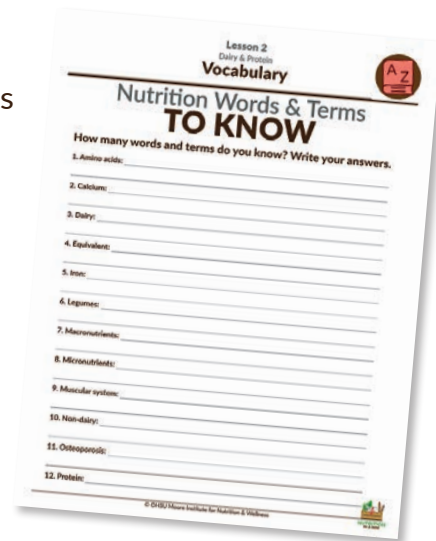 s
Lesson 2
Dairy & Protein
Vocabulary
A Z
Nutrition Words & Terms
TO KNOW
How many words and terms do you know? Write your answers.
1. Amino acids:
2. Calcium:
3. Dairy:
4. Equivalent:
5. Iron:
6. Legumes:
7. Macronutrients:
8. Micronutrients:
9. Muscular system:
10. Non-dairy:
11. Osteoporosis:
12. Protein:
© OHSU Moore Institute for Nutrition & Wellness